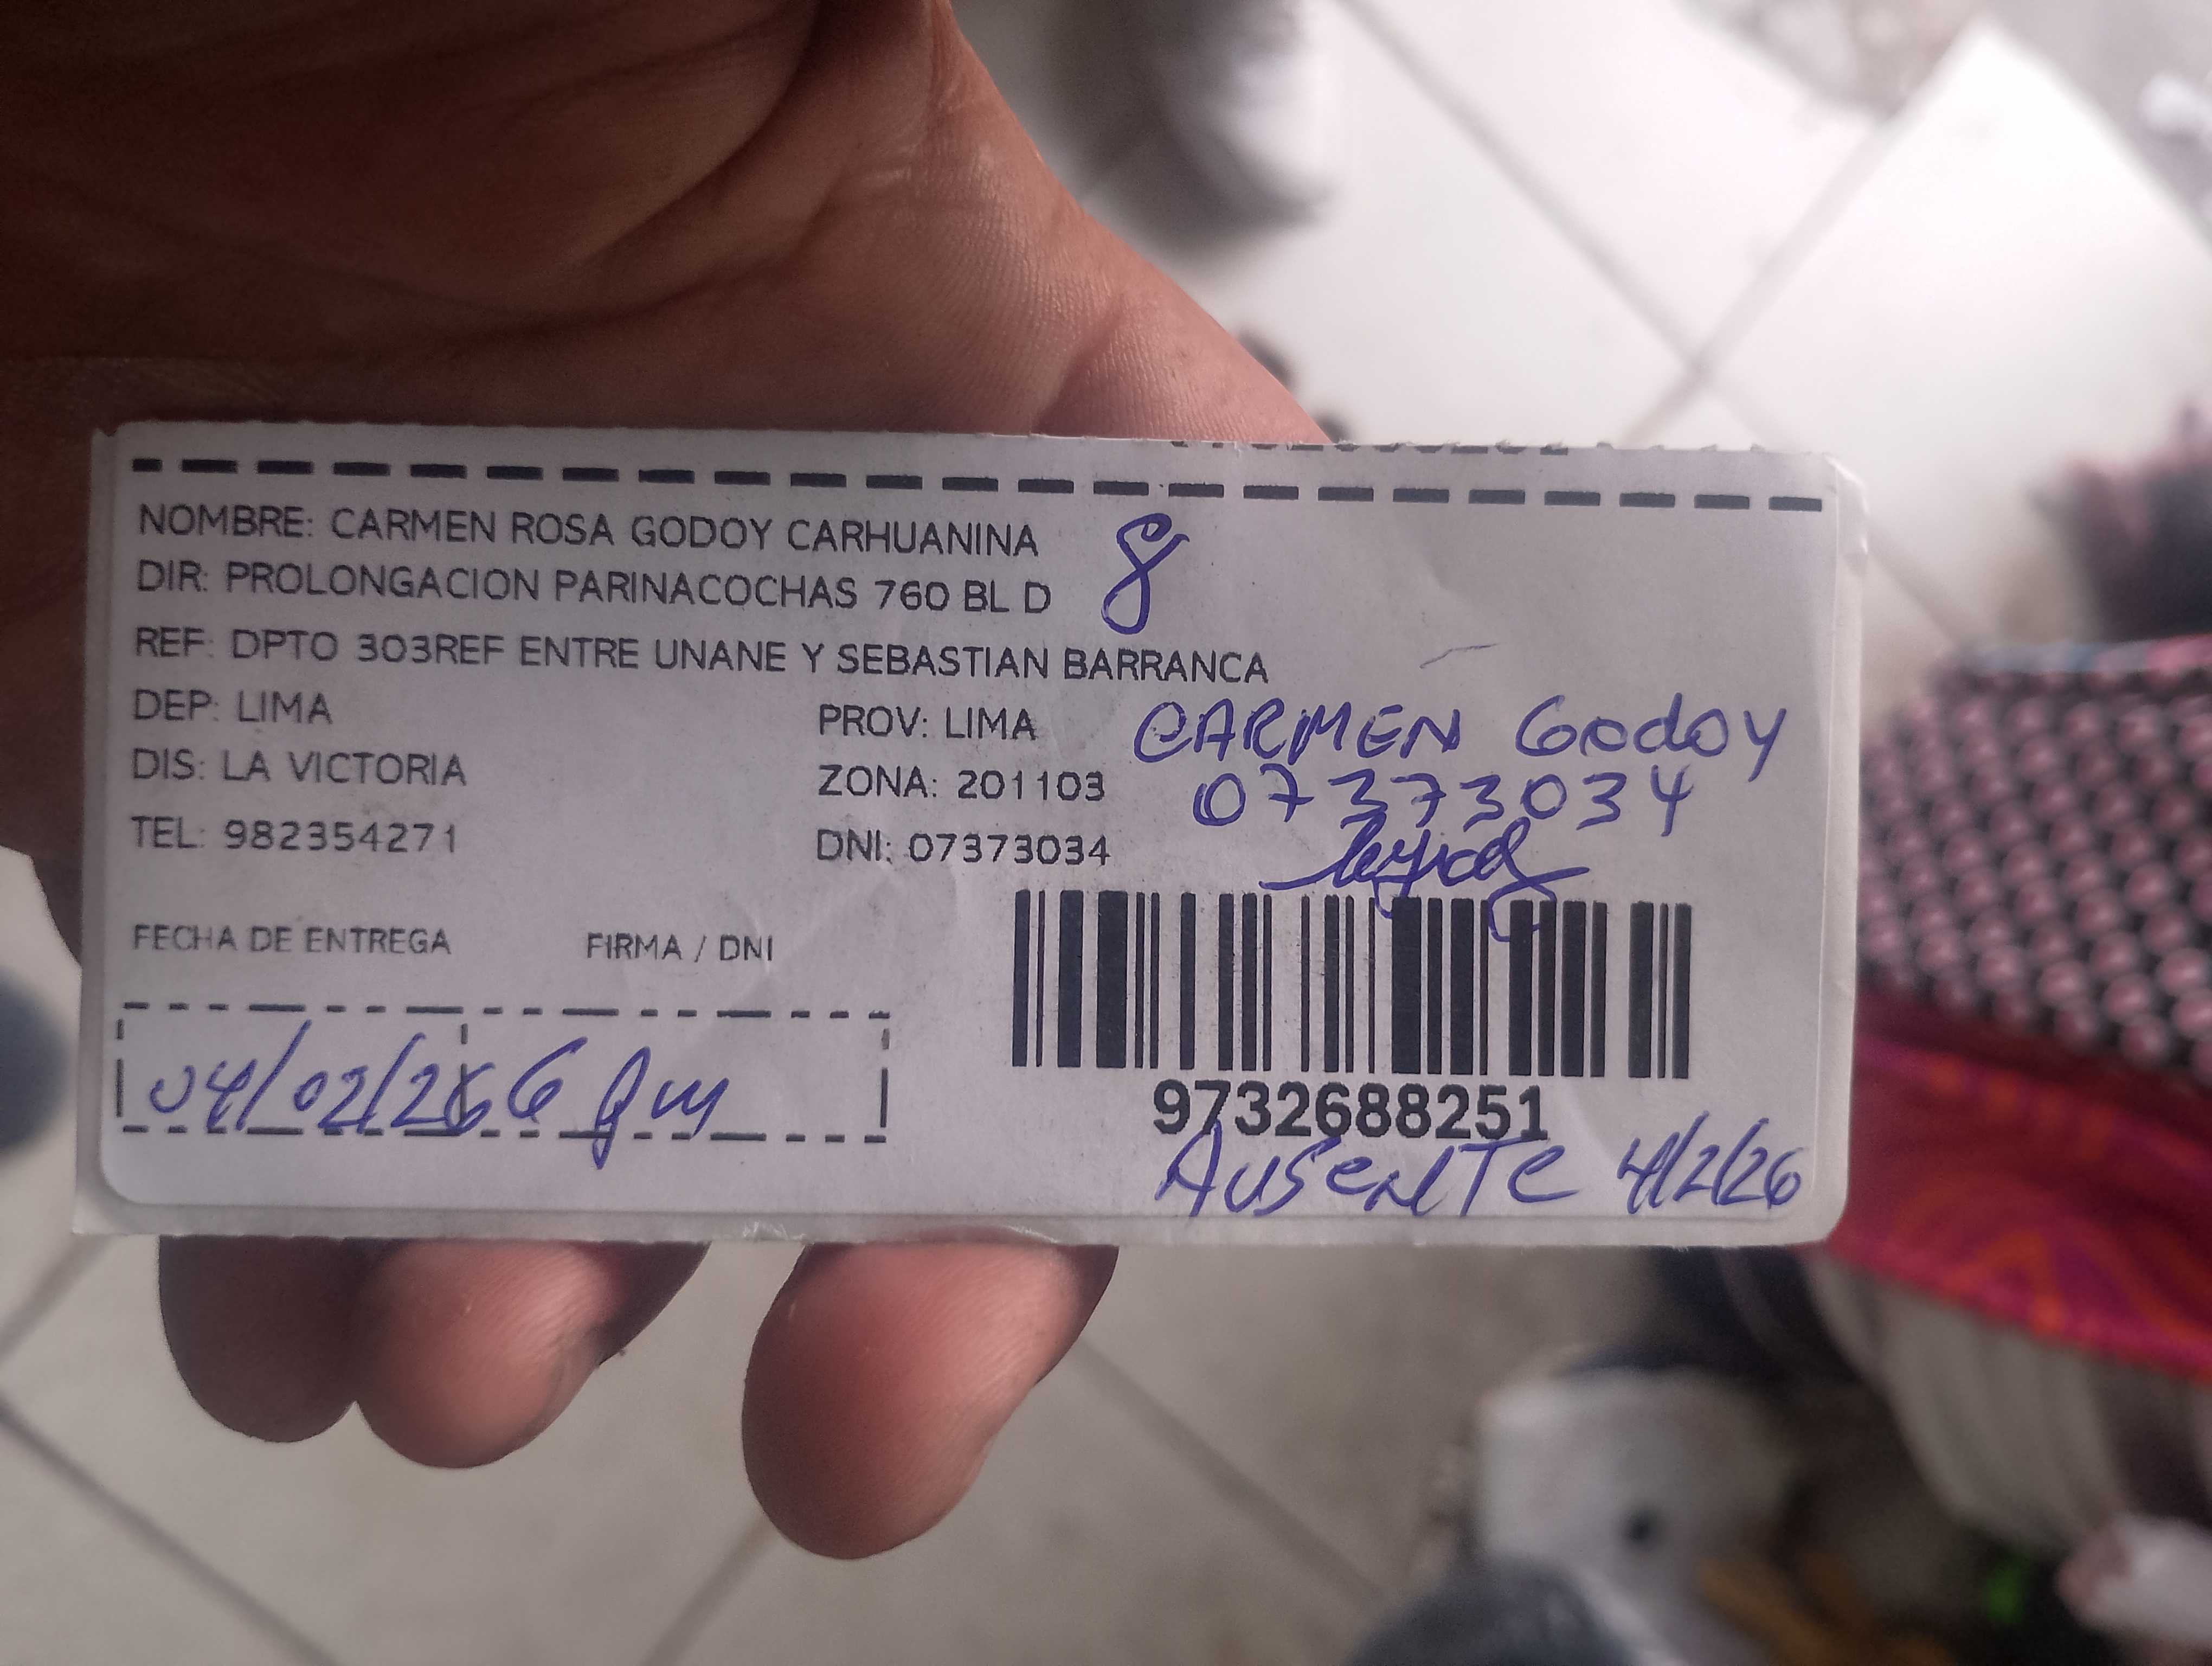 NOMBRE: CARMEN ROSA GODOY CARHUANINA
8
DIR: PROLONGACION PARINACOCHAS 760 BL D
REF: DPTO 303REF ENTRE UNANE Y SEBASTIAN BARRANCA
DEP: LIMA
PROV: LIMA
DIS: LA VICTORIA
ZONA: 201103
TEL: 982354271
DNI: 07373034
CARMEN Godoy
07373034
FECHA DE ENTREGA
FIRMA / DNI
04/02/26 6 pm
9732688251
AUSENTE 4/2/26